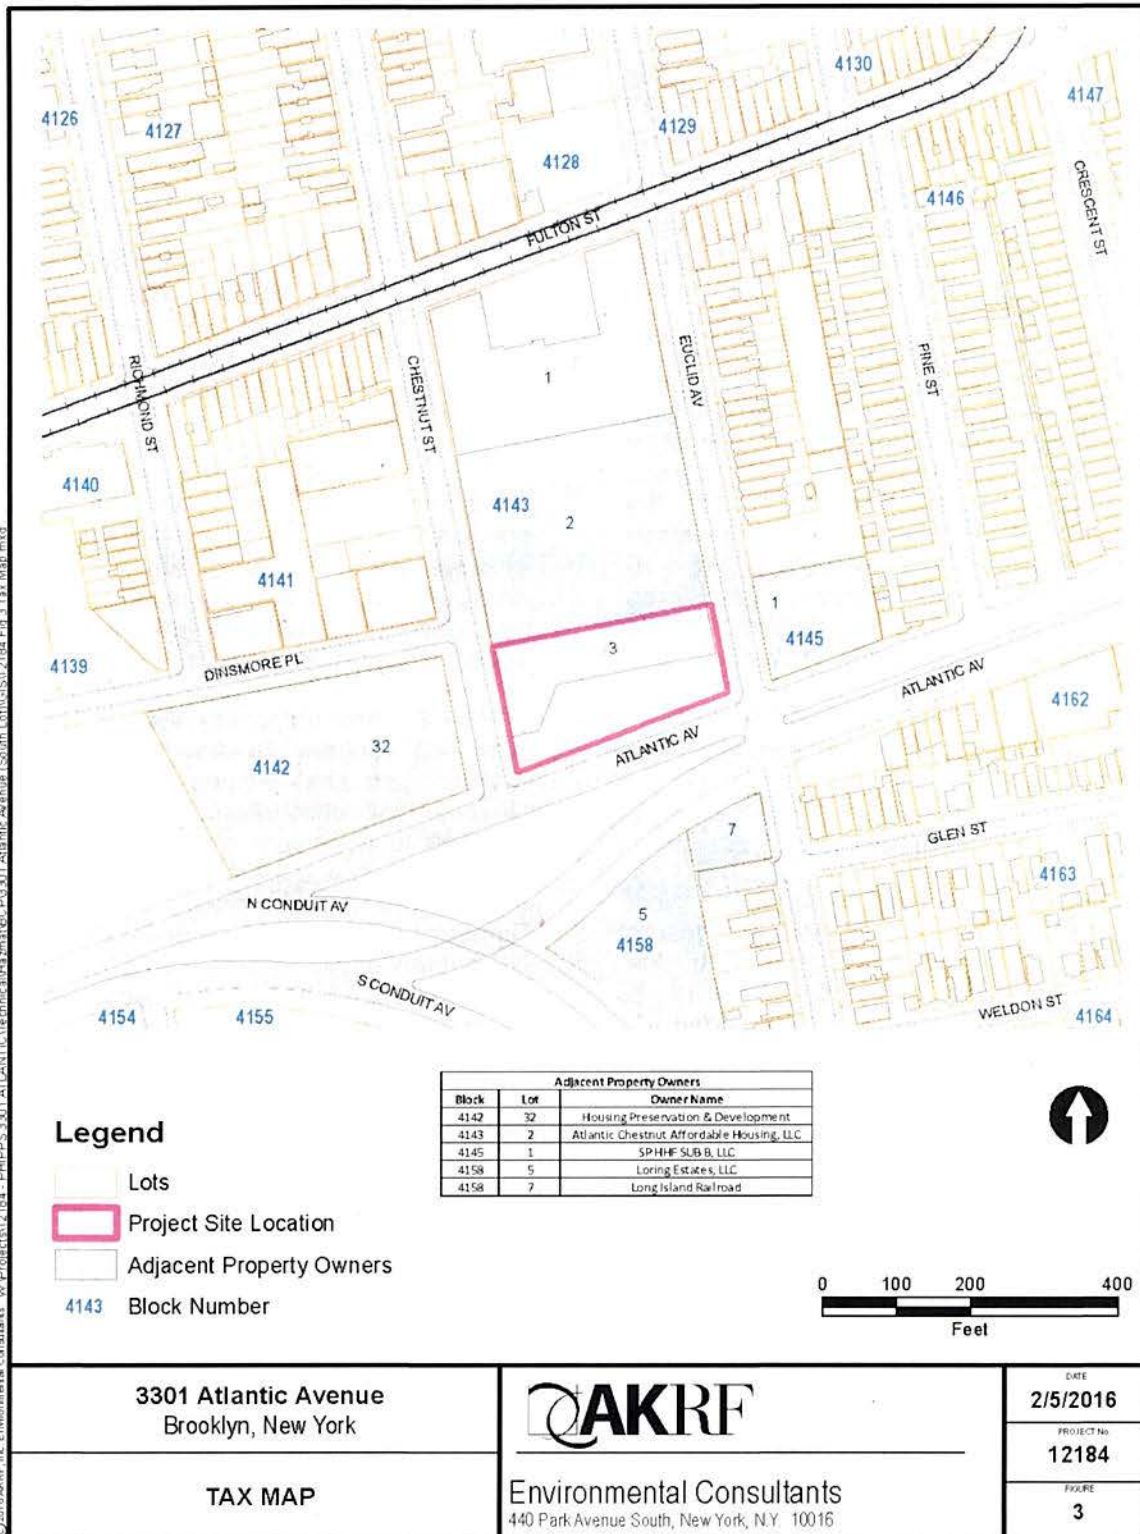 4130
4126
4127
4129
4147
4128
CRESCENT ST
4146
FULTON ST
RICHMOND ST
CHESTNUT ST
EUCLID AV
PINE ST
1
4140
4143
2
4141
1
4145
3
4139
DINSMORE PL
ATLANTIC AV
4162
32
4142
ATLANTIC AV
7
GLEN ST
4163
N CONDUIT AV
5
4158
S CONDUIT AV
WELDON ST
4154
4155
4164
Adjacent Property Owners
Block Lot Owner Name
4142 32 Housing Preservation & Development
4143 2 Atlantic Chestnut Affordable Housing, LLC
4145 1 SPHHF SUB B, LLC
4158 5 Loring Estates, LLC
4158 7 Long Island Railroad
Legend
Lots
Project Site Location
Adjacent Property Owners
4143 Block Number
0 100 200 400
Feet
3301 Atlantic Avenue
Brooklyn, New York
TAX MAP
AKRF
Environmental Consultants
440 Park Avenue South, New York, N.Y. 10016
DATE
2/5/2016
PROJECT No.
12184
FIGURE
3